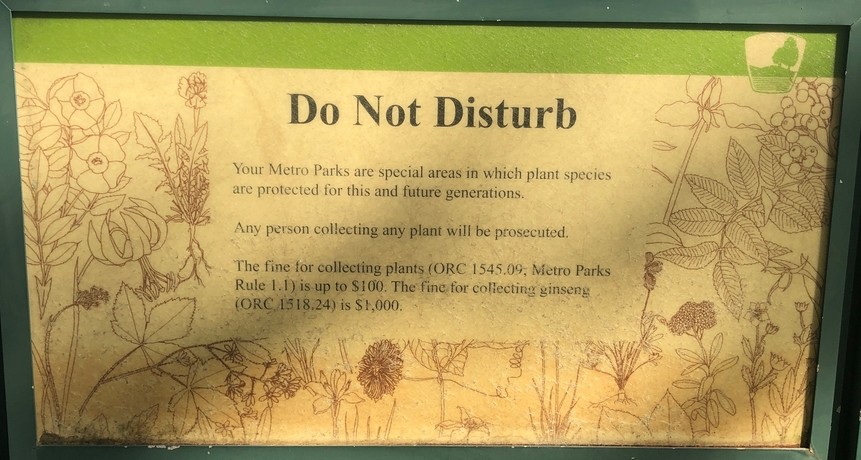 Do Not Disturb
Your Metro Parks are special areas in which plant species
are protected for this and future generations.
Any person collecting any plant will be prosecuted.
The fine for collecting plants (ORC 1545.09; Metro Parks
Rule 1.1) is up to $100. The fine for collecting ginseng
(ORC 1518.24) is $1,000.